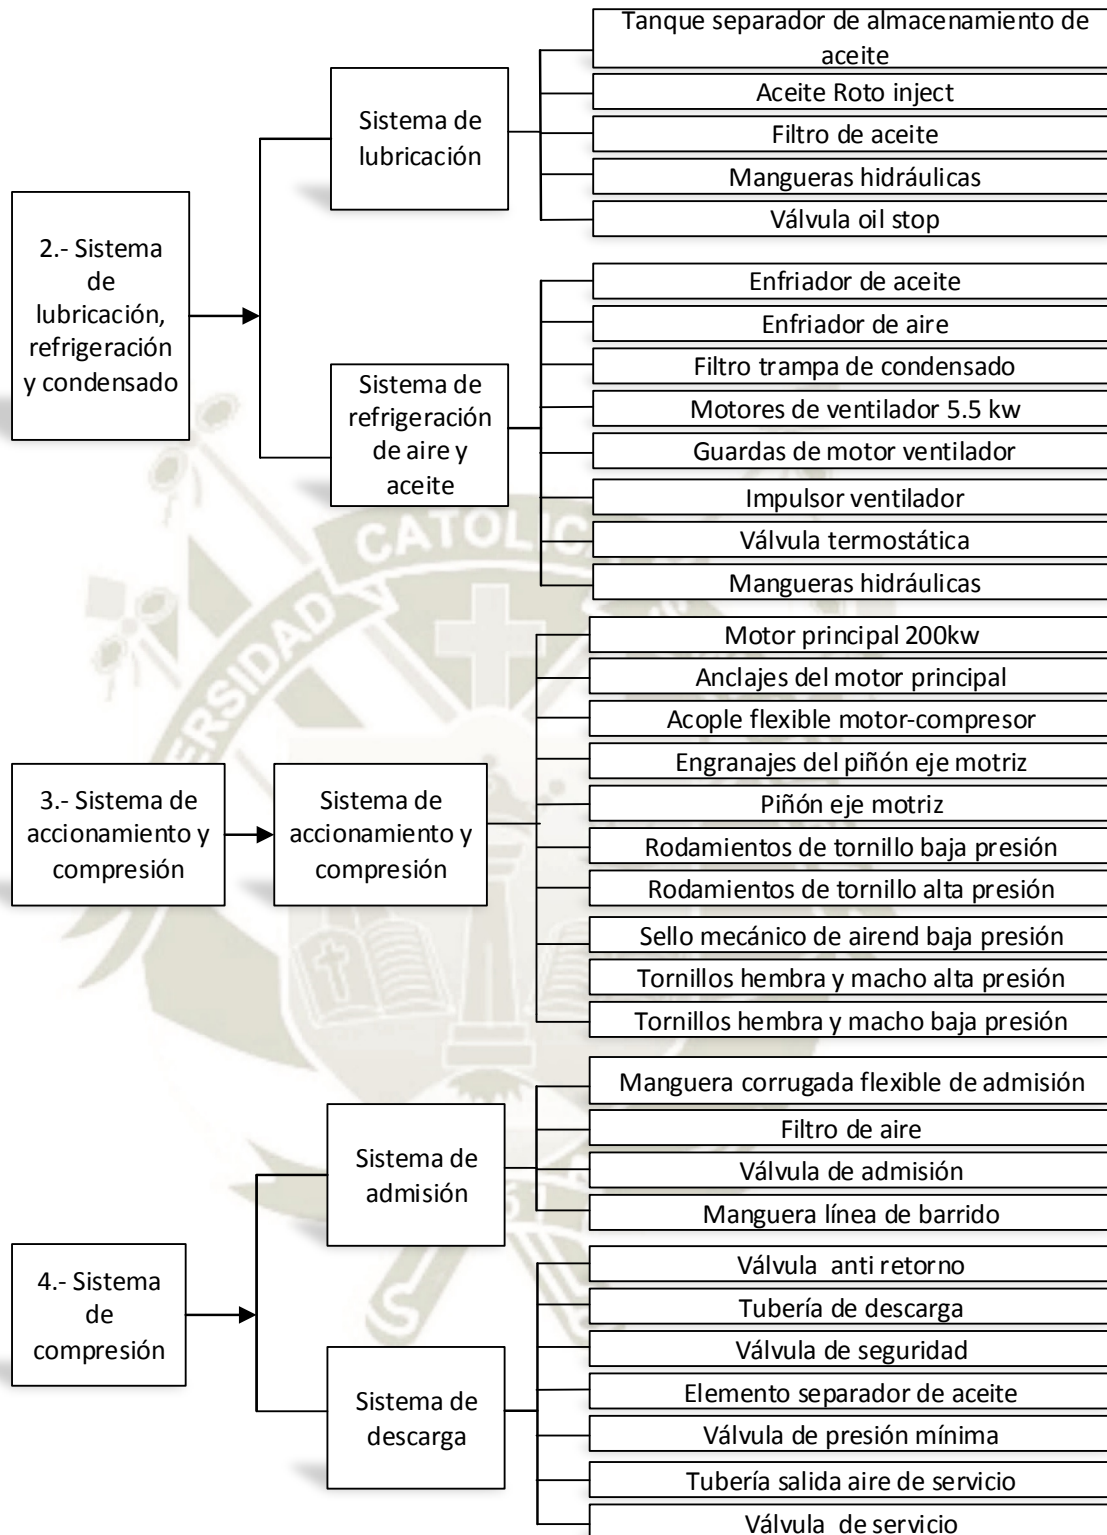 2.- Sistema
de
lubricación,
refrigeración
y condensado
Sistema de
lubricación
Tanque separador de almacenamiento de
aceite
Aceite Roto inject
Filtro de aceite
Mangueras hidráulicas
Válvula oil stop
Sistema de
refrigeración
de aire y
aceite
Enfriador de aceite
Enfriador de aire
Filtro trampa de condensado
Motores de ventilador 5.5 kw
Guardas de motor ventilador
Impulsor ventilador
Válvula termostática
Mangueras hidráulicas
3.- Sistema de
accionamiento y
compresión
Sistema de
accionamiento y
compresión
Motor principal 200kw
Anclajes del motor principal
Acople flexible motor-compresor
Engranajes del piñón eje motriz
Piñón eje motriz
Rodamientos de tornillo baja presión
Rodamientos de tornillo alta presión
Sello mecánico de airend baja presión
Tornillos hembra y macho alta presión
Tornillos hembra y macho baja presión
4.- Sistema
de
compresión
Sistema de
admisión
Manguera corrugada flexible de admisión
Filtro de aire
Válvula de admisión
Manguera línea de barrido
Sistema de
descarga
Válvula  anti retorno
Tubería de descarga
Válvula de seguridad
Elemento separador de aceite
Válvula de presión mínima
Tubería salida aire de servicio
Válvula  de servicio
CATOLICA